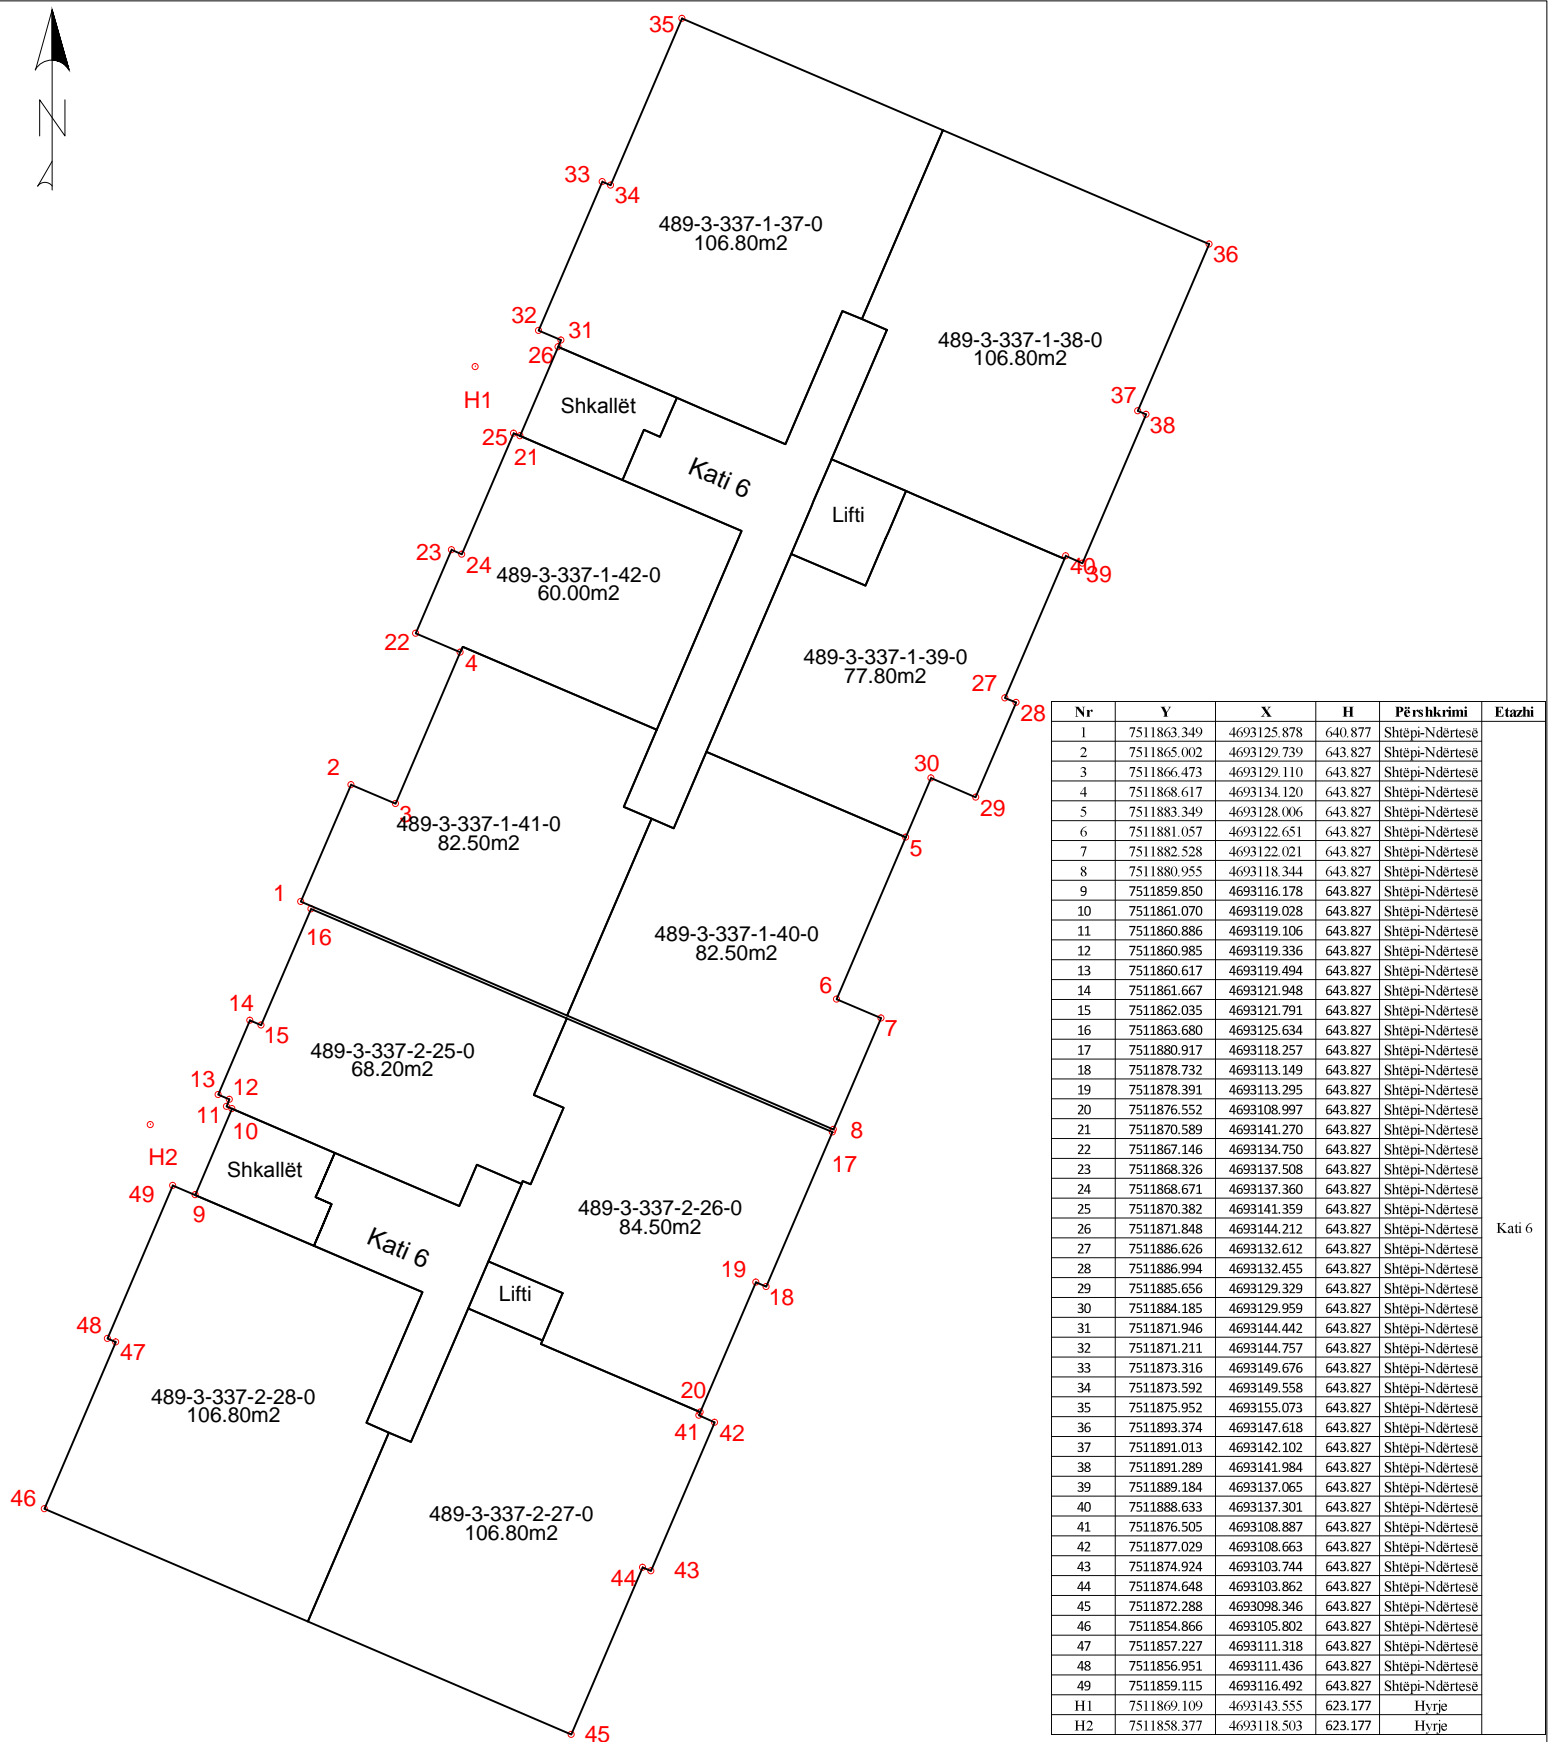 N
35
33
34
489-3-337-1-37-0
106.80m2
36
32
31
26
H1
Shkallët
489-3-337-1-38-0
106.80m2
37
38
25
21
Kati 6
Lifti
23
24
489-3-337-1-42-0
60.00m2
40
39
22
4
489-3-337-1-39-0
77.80m2
27
28
2
3
30
29
489-3-337-1-41-0
82.50m2
5
1
16
489-3-337-1-40-0
82.50m2
6
7
14
15
489-3-337-2-25-0
68.20m2
13
12
11
10
8
17
H2
Shkallët
49
9
489-3-337-2-26-0
84.50m2
Kati 6
19
18
Lifti
48
47
489-3-337-2-28-0
106.80m2
20
41
42
46
489-3-337-2-27-0
106.80m2
44
43
45
Nr Y X H Përshkrimi Etazhi
1 7511863.349 4693125.878 640.877 Shtëpi-Ndërtesë
2 7511865.002 4693129.739 643.827 Shtëpi-Ndërtesë
3 7511866.473 4693129.110 643.827 Shtëpi-Ndërtesë
4 7511868.617 4693134.120 643.827 Shtëpi-Ndërtesë
5 7511883.349 4693128.006 643.827 Shtëpi-Ndërtesë
6 7511881.057 4693122.651 643.827 Shtëpi-Ndërtesë
7 7511882.528 4693122.021 643.827 Shtëpi-Ndërtesë
8 7511880.955 4693118.344 643.827 Shtëpi-Ndërtesë
9 7511859.850 4693116.178 643.827 Shtëpi-Ndërtesë
10 7511861.070 4693119.028 643.827 Shtëpi-Ndërtesë
11 7511860.886 4693119.106 643.827 Shtëpi-Ndërtesë
12 7511860.985 4693119.336 643.827 Shtëpi-Ndërtesë
13 7511860.617 4693119.494 643.827 Shtëpi-Ndërtesë
14 7511861.667 4693121.948 643.827 Shtëpi-Ndërtesë
15 7511862.035 4693121.791 643.827 Shtëpi-Ndërtesë
16 7511863.680 4693125.634 643.827 Shtëpi-Ndërtesë
17 7511880.917 4693118.257 643.827 Shtëpi-Ndërtesë
18 7511878.732 4693113.149 643.827 Shtëpi-Ndërtesë
19 7511878.391 4693113.295 643.827 Shtëpi-Ndërtesë
20 7511876.552 4693108.997 643.827 Shtëpi-Ndërtesë
21 7511870.589 4693141.270 643.827 Shtëpi-Ndërtesë
22 7511867.146 4693134.750 643.827 Shtëpi-Ndërtesë
23 7511868.326 4693137.508 643.827 Shtëpi-Ndërtesë
24 7511868.671 4693137.360 643.827 Shtëpi-Ndërtesë
25 7511870.382 4693141.359 643.827 Shtëpi-Ndërtesë
26 7511871.848 4693144.212 643.827 Shtëpi-Ndërtesë Kati 6
27 7511886.626 4693132.612 643.827 Shtëpi-Ndërtesë
28 7511886.994 4693132.455 643.827 Shtëpi-Ndërtesë
29 7511885.656 4693129.329 643.827 Shtëpi-Ndërtesë
30 7511884.185 4693129.959 643.827 Shtëpi-Ndërtesë
31 7511871.946 4693144.442 643.827 Shtëpi-Ndërtesë
32 7511871.211 4693144.757 643.827 Shtëpi-Ndërtesë
33 7511873.316 4693149.676 643.827 Shtëpi-Ndërtesë
34 7511873.592 4693149.558 643.827 Shtëpi-Ndërtesë
35 7511875.952 4693155.073 643.827 Shtëpi-Ndërtesë
36 7511893.374 4693147.618 643.827 Shtëpi-Ndërtesë
37 7511891.013 4693142.102 643.827 Shtëpi-Ndërtesë
38 7511891.289 4693141.984 643.827 Shtëpi-Ndërtesë
39 7511889.184 4693137.065 643.827 Shtëpi-Ndërtesë
40 7511888.633 4693137.301 643.827 Shtëpi-Ndërtesë
41 7511876.505 4693108.887 643.827 Shtëpi-Ndërtesë
42 7511877.029 4693108.663 643.827 Shtëpi-Ndërtesë
43 7511874.924 4693103.744 643.827 Shtëpi-Ndërtesë
44 7511874.648 4693103.862 643.827 Shtëpi-Ndërtesë
45 7511872.288 4693098.346 643.827 Shtëpi-Ndërtesë
46 7511854.866 4693105.802 643.827 Shtëpi-Ndërtesë
47 7511857.227 4693111.318 643.827 Shtëpi-Ndërtesë
48 7511856.951 4693111.436 643.827 Shtëpi-Ndërtesë
49 7511859.115 4693116.492 643.827 Shtëpi-Ndërtesë
H1 7511869.109 4693143.555 623.177 Hyrje
H2 7511858.377 4693118.503 623.177 Hyrje